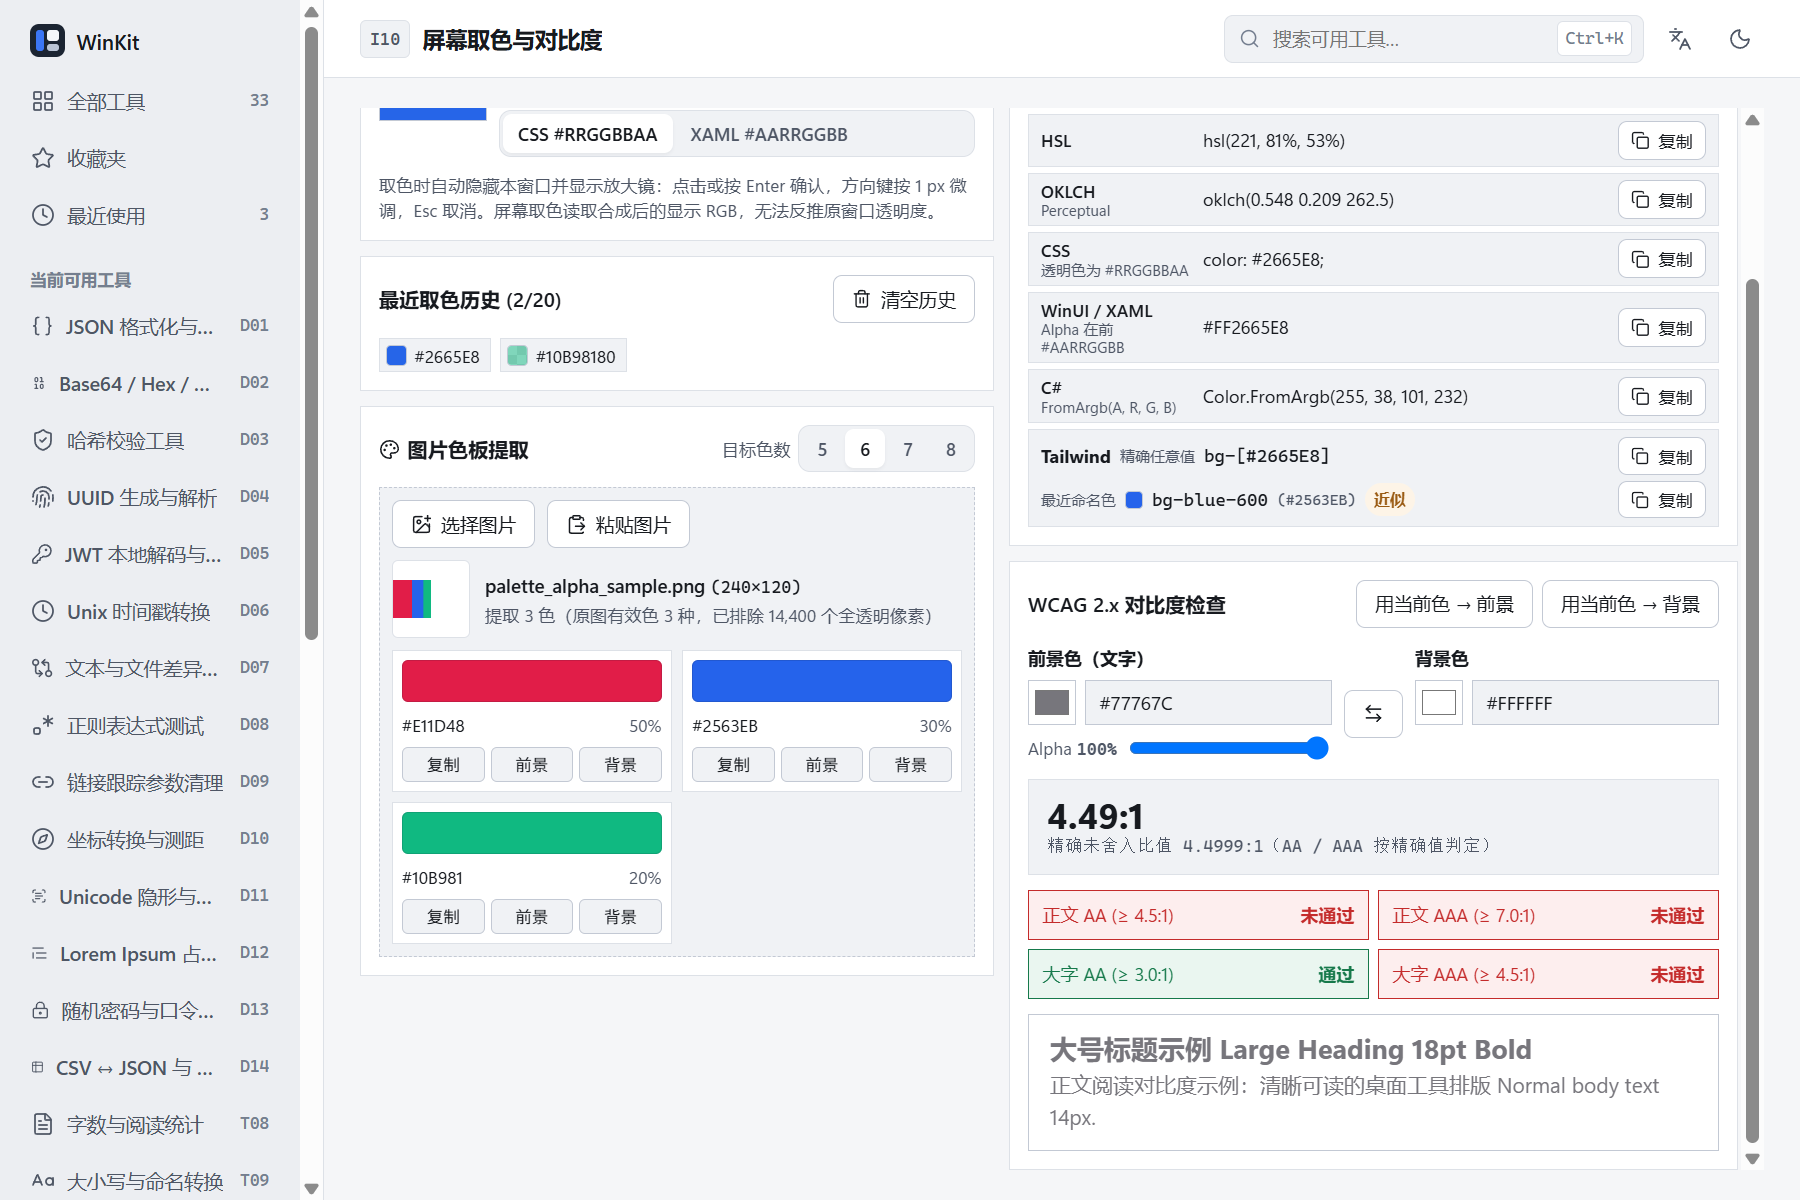 WinKit
全部工具 33
收藏夹
最近使用 3
当前可用工具
JSON 格式化与... D01
Base64 / Hex / ... D02
哈希校验工具 D03
UUID 生成与解析 D04
JWT 本地解码与... D05
Unix 时间戳转换 D06
文本与文件差异... D07
正则表达式测试 D08
链接跟踪参数清理 D09
坐标转换与测距 D10
Unicode 隐形与... D11
Lorem Ipsum 占... D12
随机密码与口令... D13
CSV ↔ JSON 与 ... D14
字数与阅读统计 T08
大小写与命名转换 T09
I10 屏幕取色与对比度
搜索可用工具... Ctrl+K
CSS #RRGGBBAA XAML #AARRGGBB
取色时自动隐藏本窗口并显示放大镜：点击或按 Enter 确认，方向键按 1 px 微
调，Esc 取消。屏幕取色读取合成后的显示 RGB，无法反推原窗口透明度。
最近取色历史 (2/20) 清空历史
#2665E8 #10B98180
图片色板提取 目标色数 5 6 7 8
选择图片 粘贴图片
palette_alpha_sample.png (240×120)
提取 3 色（原图有效色 3 种，已排除 14,400 个全透明像素）
#E11D48 50%
复制 前景 背景
#2563EB 30%
复制 前景 背景
#10B981 20%
复制 前景 背景
HSL hsl(221, 81%, 53%) 复制
OKLCH
Perceptual oklch(0.548 0.209 262.5) 复制
CSS
透明色为 #RRGGBBAA color: #2665E8; 复制
WinUI / XAML
Alpha 在前
#AARRGGBB #FF2665E8 复制
C#
FromArgb(A, R, G, B) Color.FromArgb(255, 38, 101, 232) 复制
Tailwind 精确任意值 bg-[#2665E8] 复制
最近命名色 bg-blue-600 (#2563EB) 近似 复制
WCAG 2.x 对比度检查 用当前色 → 前景 用当前色 → 背景
前景色（文字） 背景色
#77767C #FFFFFF
Alpha 100%
4.49:1
精确未舍入比值 4.4999:1（AA / AAA 按精确值判定）
正文 AA (≥ 4.5:1) 未通过 正文 AAA (≥ 7.0:1) 未通过
大字 AA (≥ 3.0:1) 通过 大字 AAA (≥ 4.5:1) 未通过
大号标题示例 Large Heading 18pt Bold
正文阅读对比度示例：清晰可读的桌面工具排版 Normal body text
14px.